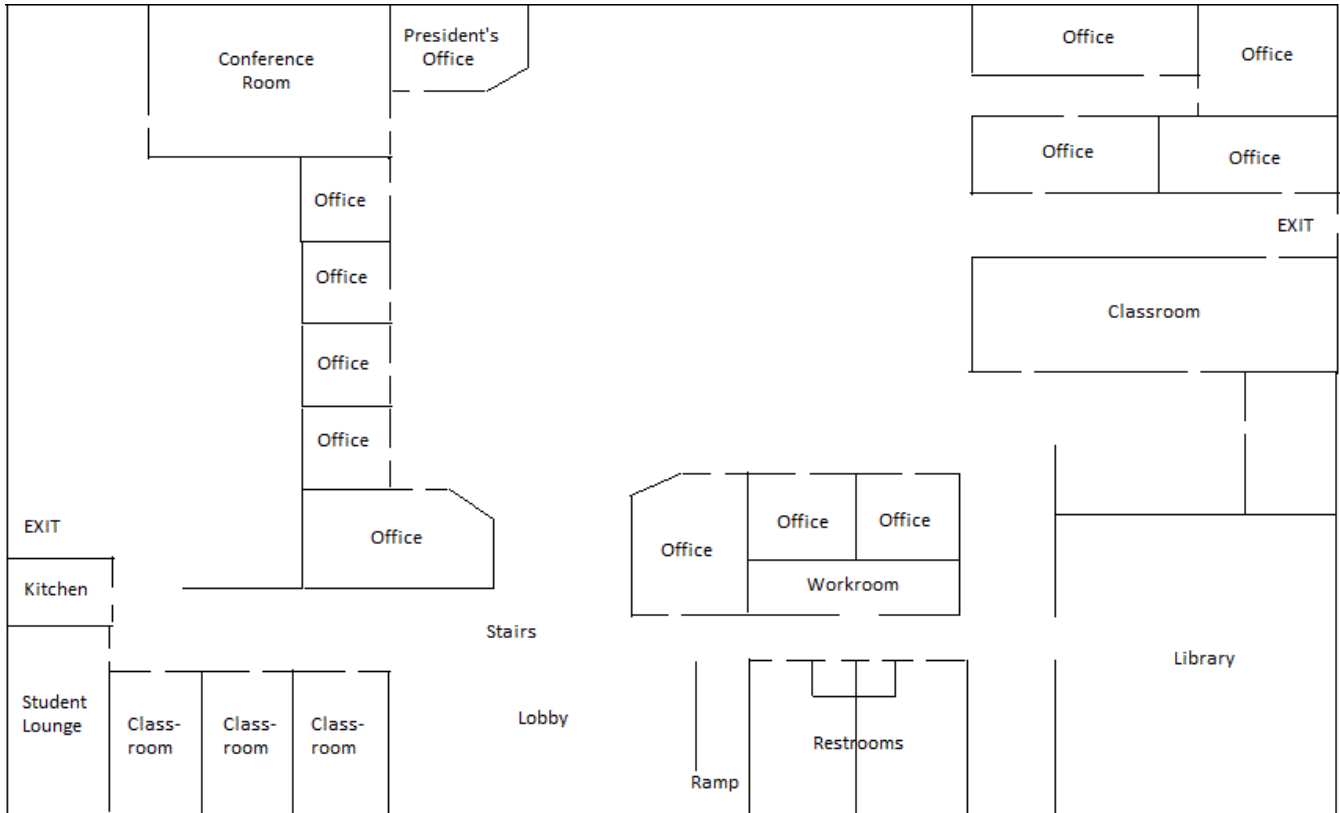 President's
Office
Conference
Room
Office
Office
Office
Office
Office
EXIT
Classroom
Office
Office
Office
Office
Office
Office
Office
Office
Office
EXIT
Kitchen
Workroom
Stairs
Library
Student
Lounge
Class-
room
Class-
room
Class-
room
Lobby
Restrooms
Ramp